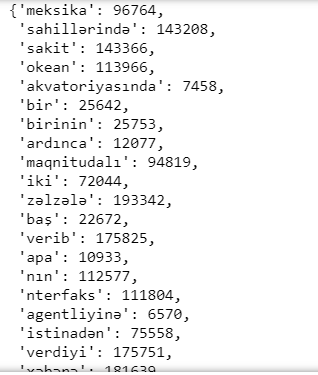 {'meksika': 96764,
'sahillərində': 143208,
'sakit': 143366,
'okean': 113966,
'akvatoriyasında': 7458,
'bir': 25642,
'birinin': 25753,
'ardınca': 12077,
'maqnitudalı': 94819,
'iki': 72044,
'zəlzələ': 193342,
'baş': 22672,
'verib': 175825,
'apa': 10933,
'nın': 112577,
'nterfaks': 111804,
'agentliyinə': 6570,
'istinadən': 75558,
'verdiyi': 175751,
'xəbərə': 181639